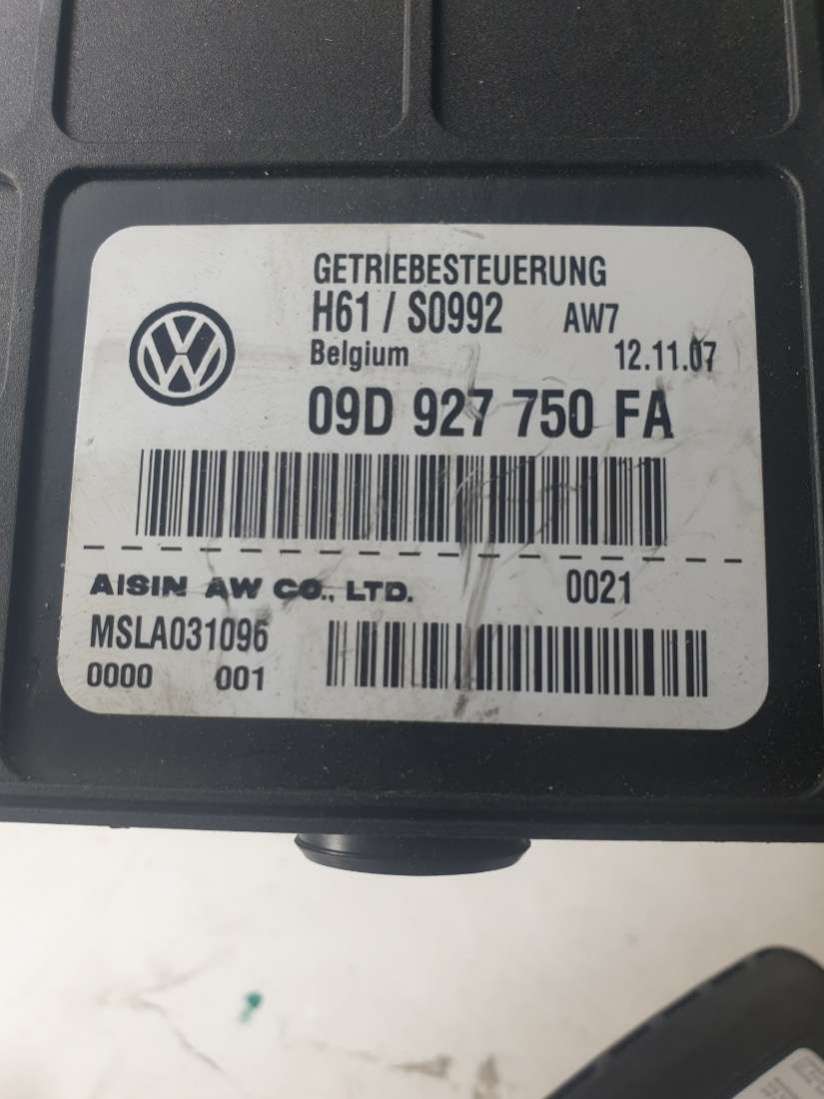 GETRIEBESTEUERUNG
H61 / S0992 AW7
Belgium 12.11.07
09D 927 750 FA
AISIN AW CO., LTD. 0021
MSLA031096
0000 001